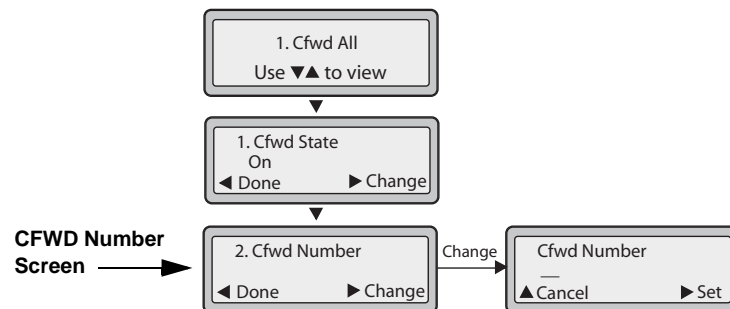 1. Cfwd All
Use ▼▲ to view
▼
1. Cfwd State
On
◀ Done ▶ Change
▼
CFWD Number
Screen
2. Cfwd Number
◀ Done ▶ Change
Change
Cfwd Number
__
▲ Cancel ▶ Set